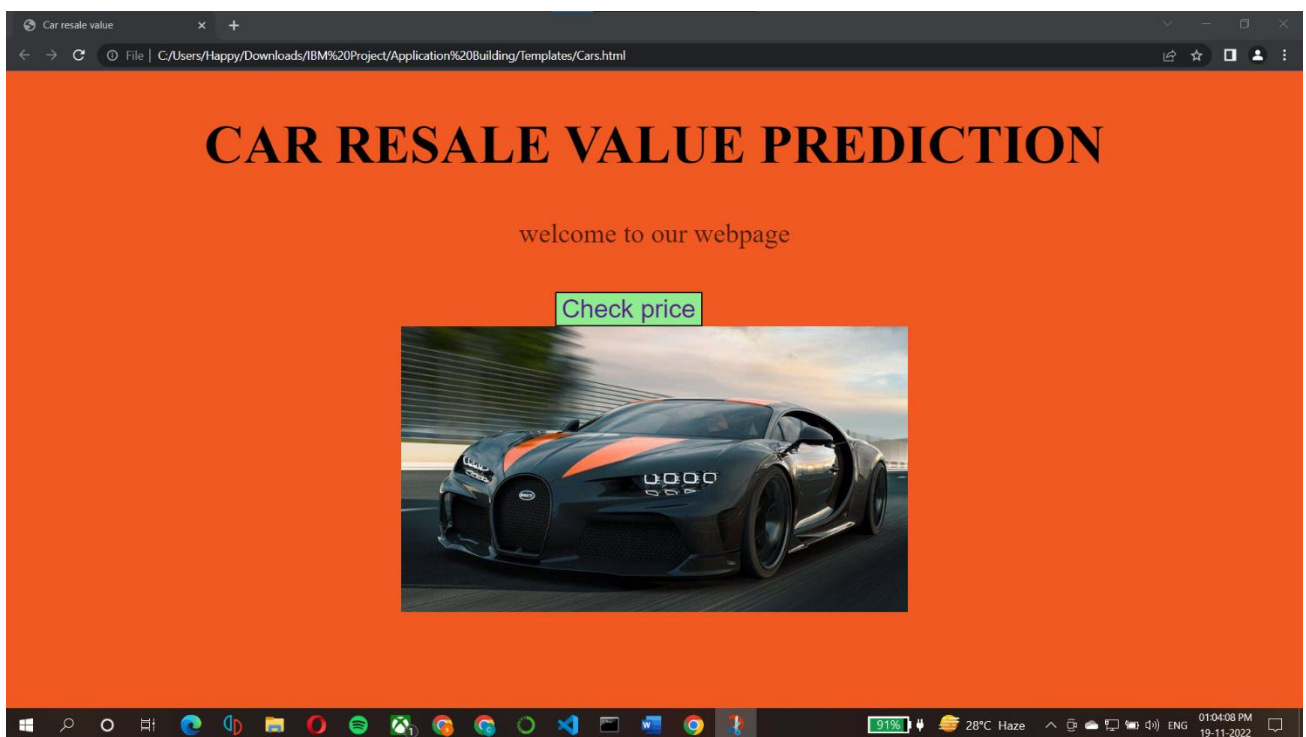 Car resale value
File | C:/Users/Happy/Downloads/IBM%20Project/Application%20Building/Templates/Cars.html
CAR RESALE VALUE PREDICTION
welcome to our webpage
Check price
91% 28°C Haze ENG 01:04:08 PM
19-11-2022